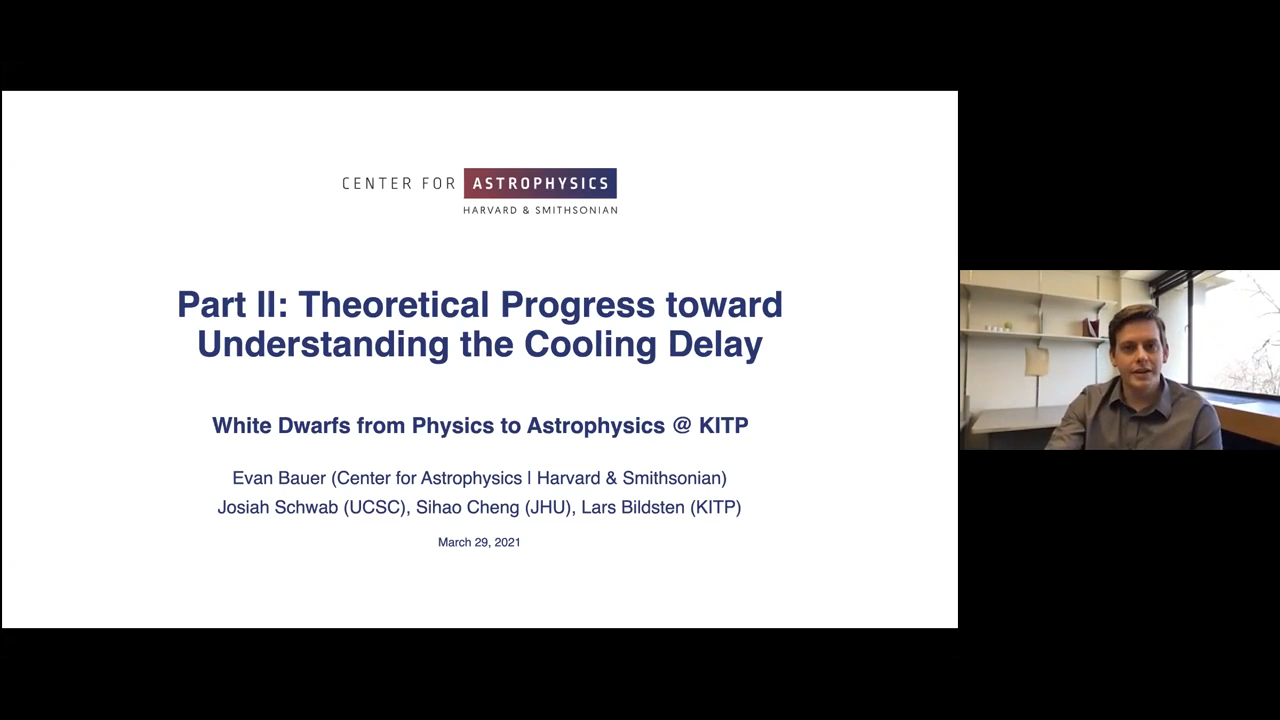 CENTER FOR ASTROPHYSICS
HARVARD & SMITHSONIAN
Part II: Theoretical Progress toward
Understanding the Cooling Delay
White Dwarfs from Physics to Astrophysics @ KITP
Evan Bauer (Center for Astrophysics | Harvard & Smithsonian)
Josiah Schwab (UCSC), Sihao Cheng (JHU), Lars Bildsten (KITP)
March 29, 2021